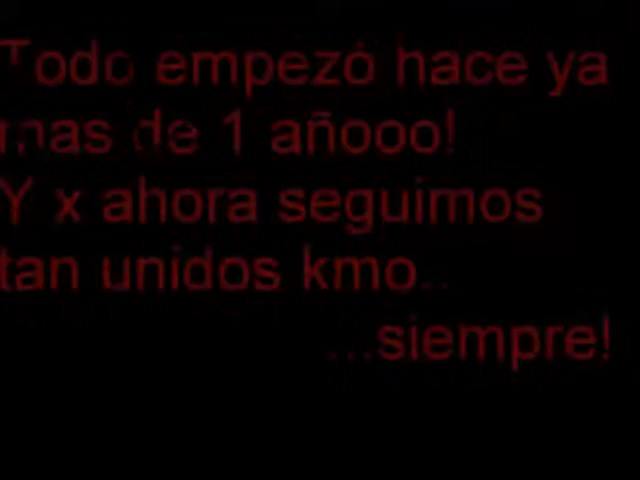 Todo empezó hace ya
mas de 1 añooo!
Y x ahora seguimos
tan unidos kmo..
...siempre!